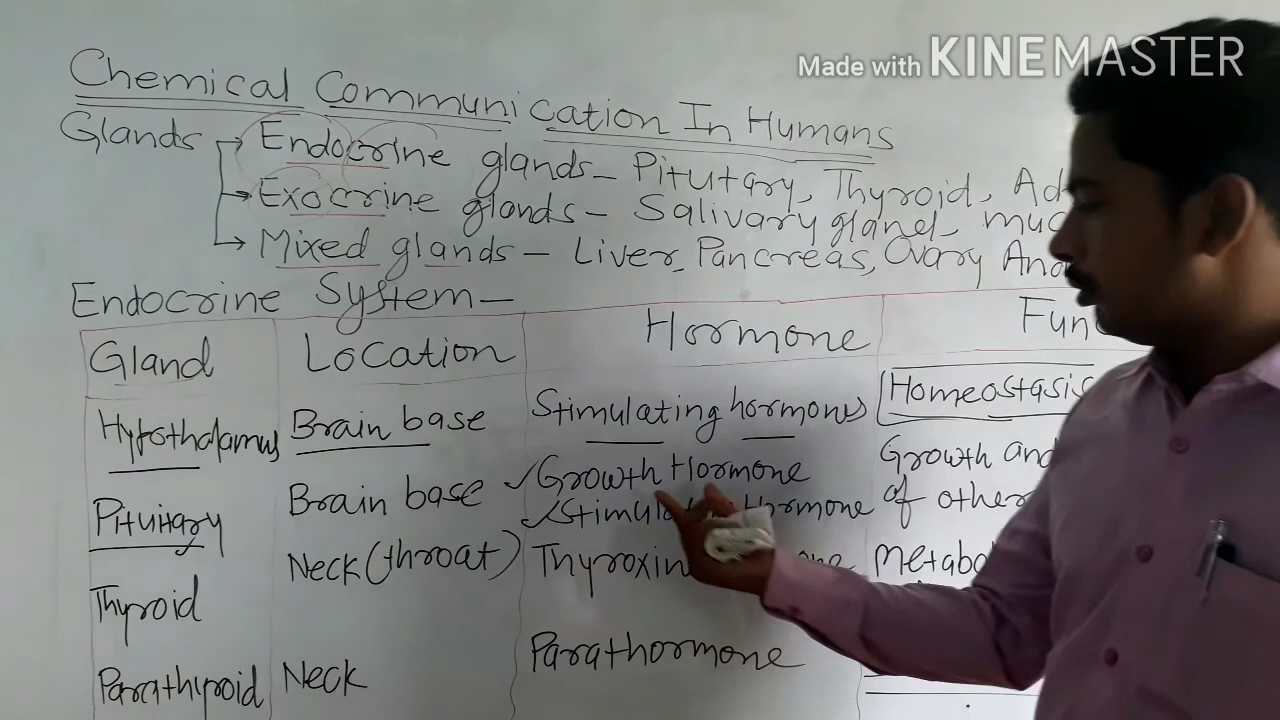 Made with KINEMASTER
Chemical Communication In Humans
Glands → Endocrine glands - Pitutary, Thyroid, Ad
→ Exocrine glands - Salivary gland, muc
→ Mixed glands - Liver, Pancreas, Ovary And
Endocrine System -
Gland Location Hormone Func
Hypothalamus Brain base Stimulating hormones Homeostasis
Pituitary Brain base ✓Growth Hormone Growth and
✓Stimula Hormone of other
Thyroid Neck (throat) Thyroxin Metabo
Parathyroid Neck Parathormone